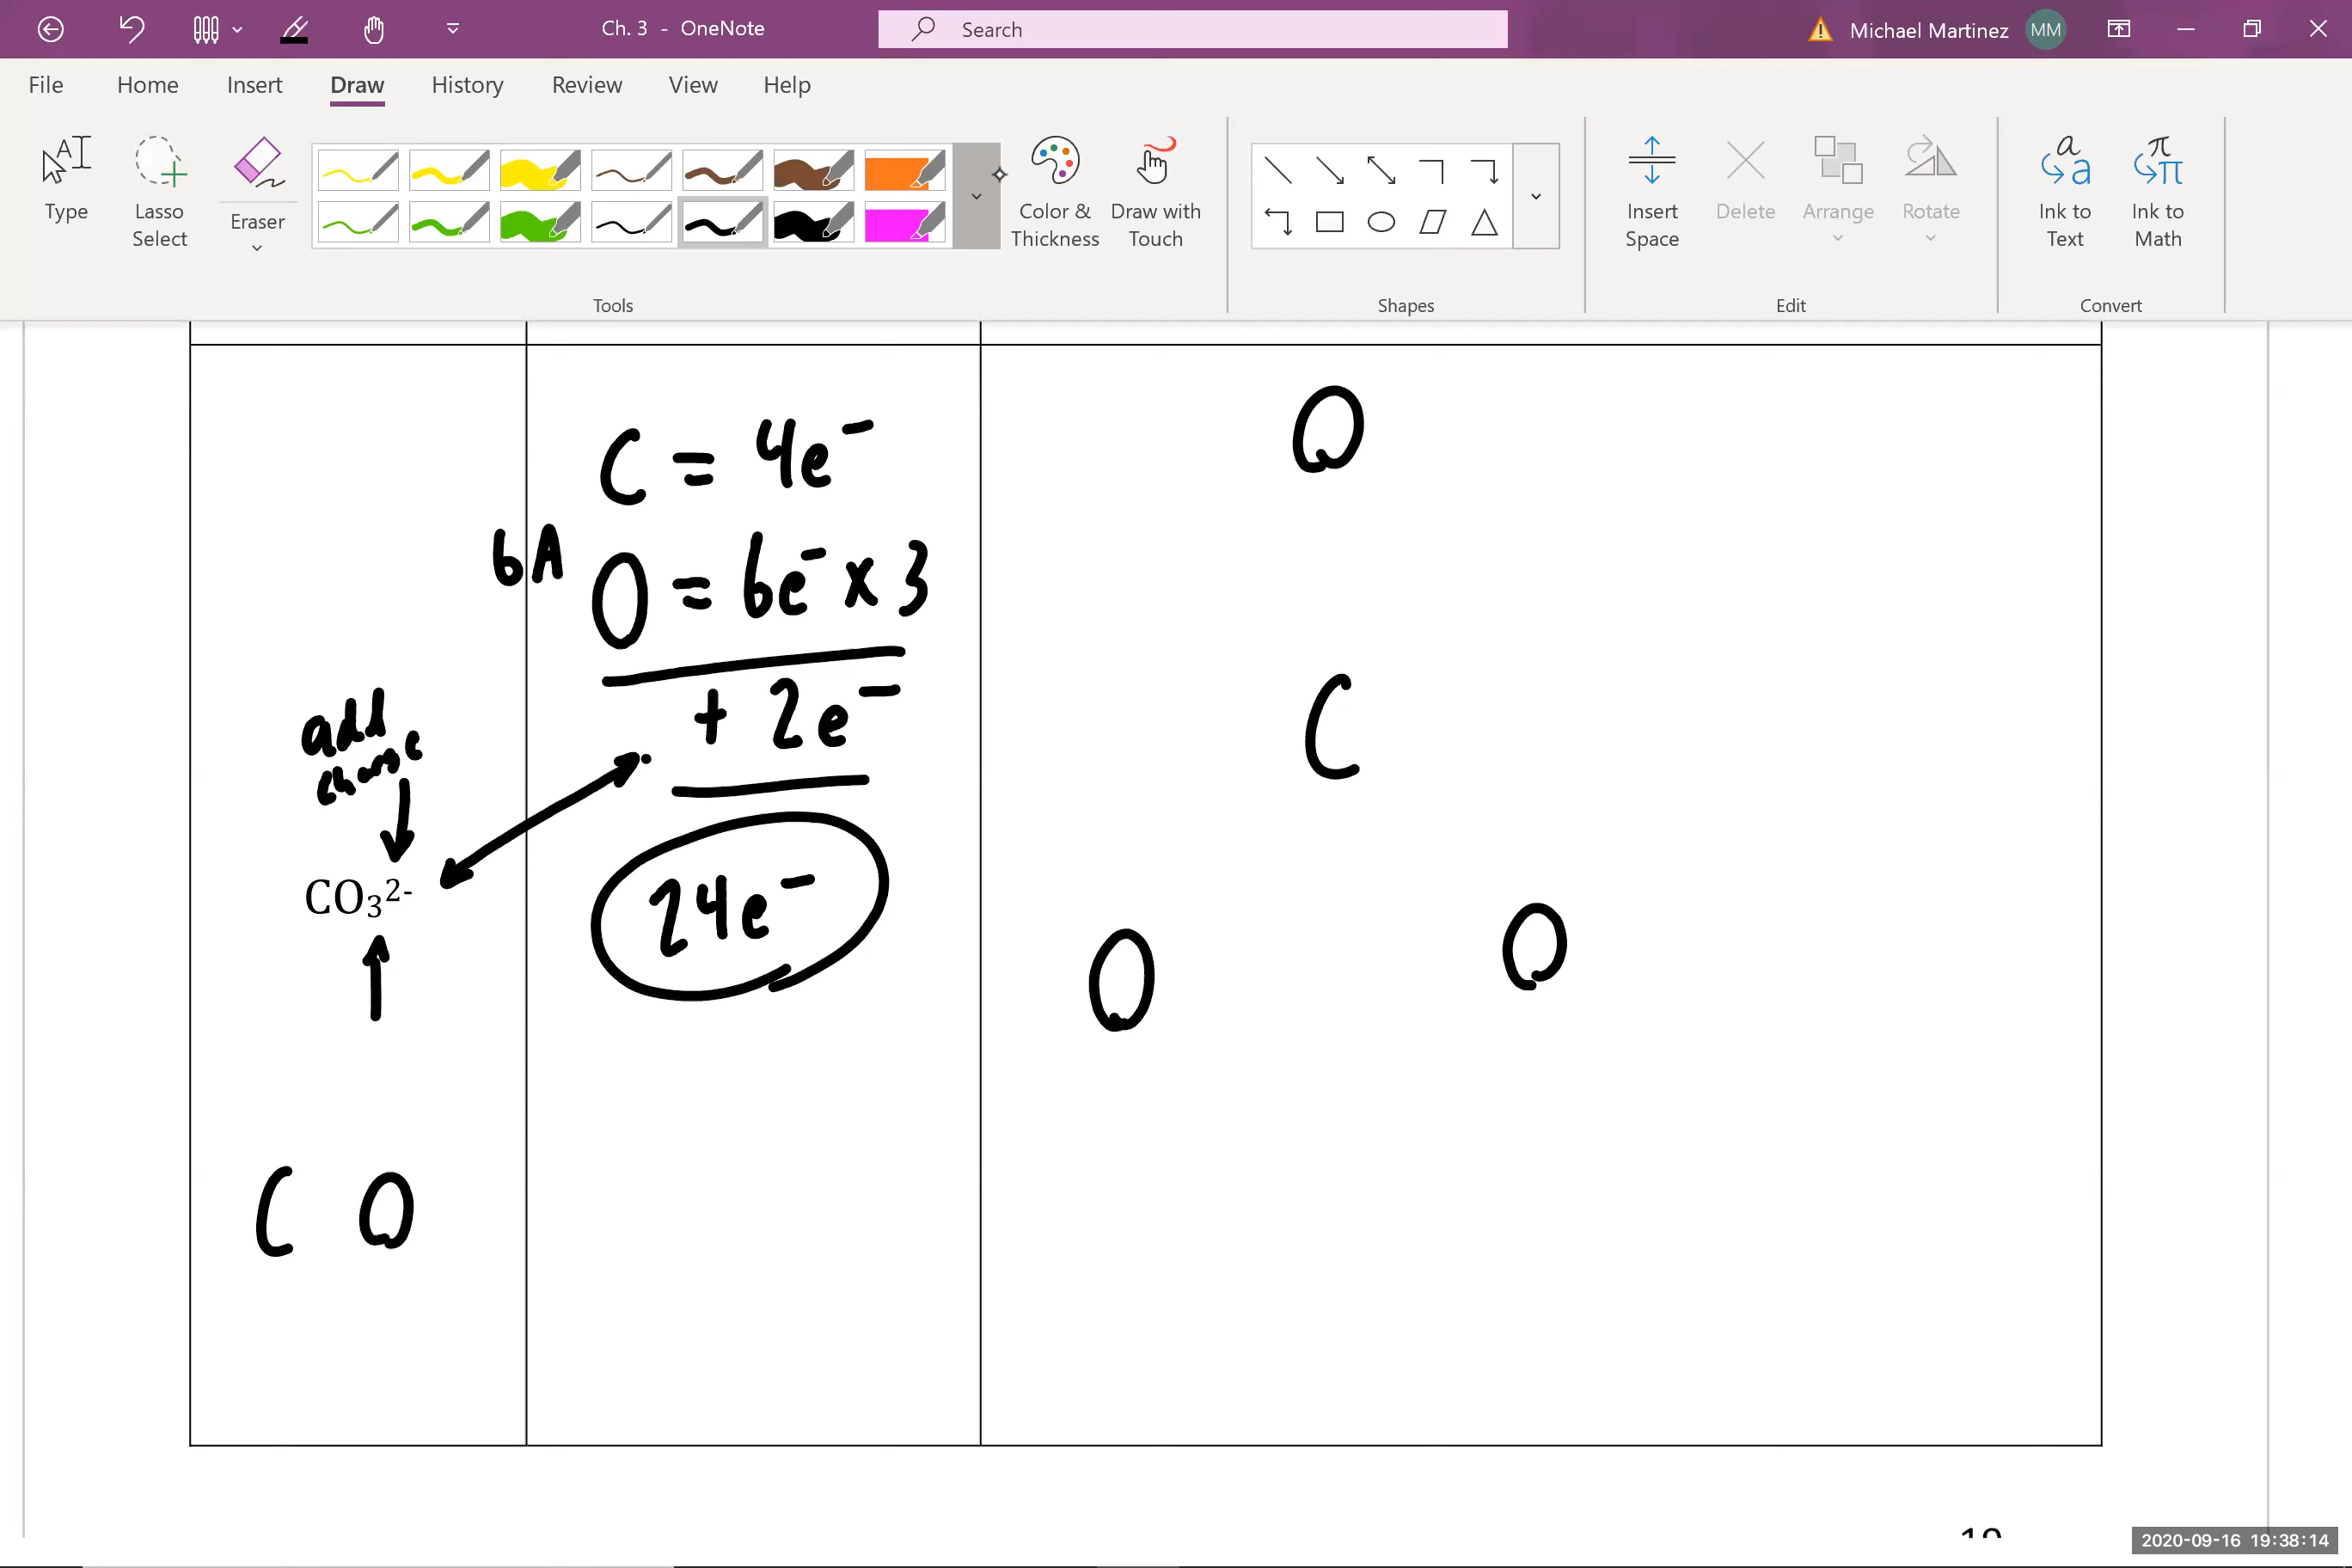 Ch. 3 - OneNote
Search
Michael Martinez
MM
File Home Insert Draw History Review View Help
Type
Lasso Select
Eraser
Color & Thickness
Draw with Touch
Insert Space
Delete
Arrange
Rotate
Ink to Text
Ink to Math
Tools
Shapes
Edit
Convert
C = 4e⁻
6A O = 6e⁻ x 3
+ 2e⁻
24e⁻
add
charge
CO₃²⁻
C O
O
C
O O
2020-09-16 19:38:14